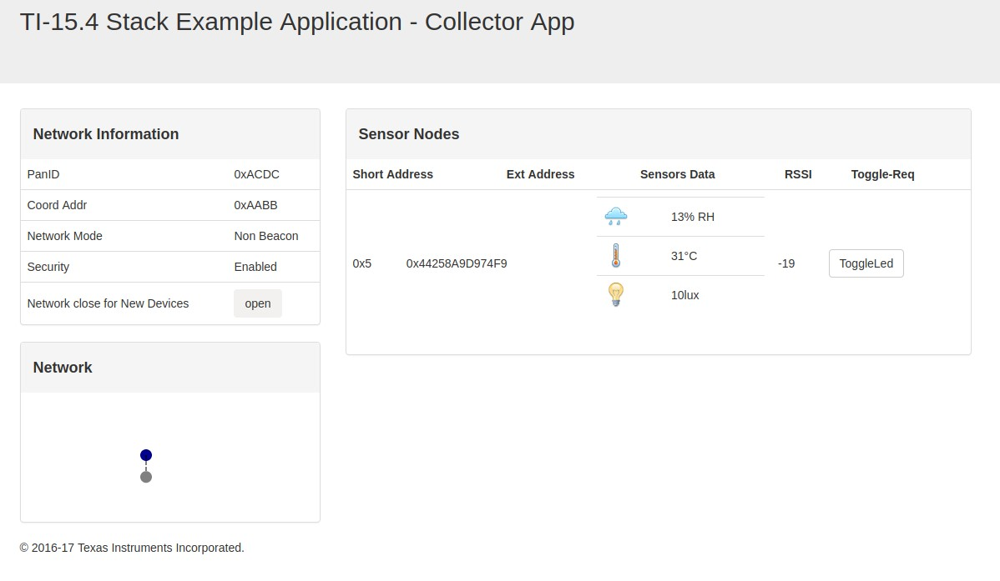 TI-15.4 Stack Example Application - Collector App
Network Information
PanID 0xACDC
Coord Addr 0xAABB
Network Mode Non Beacon
Security Enabled
Network close for New Devices open
Network
Sensor Nodes
Short Address Ext Address Sensors Data RSSI Toggle-Req
13% RH
31°C
0x5 0x44258A9D974F9 -19 ToggleLed
10lux
© 2016-17 Texas Instruments Incorporated.